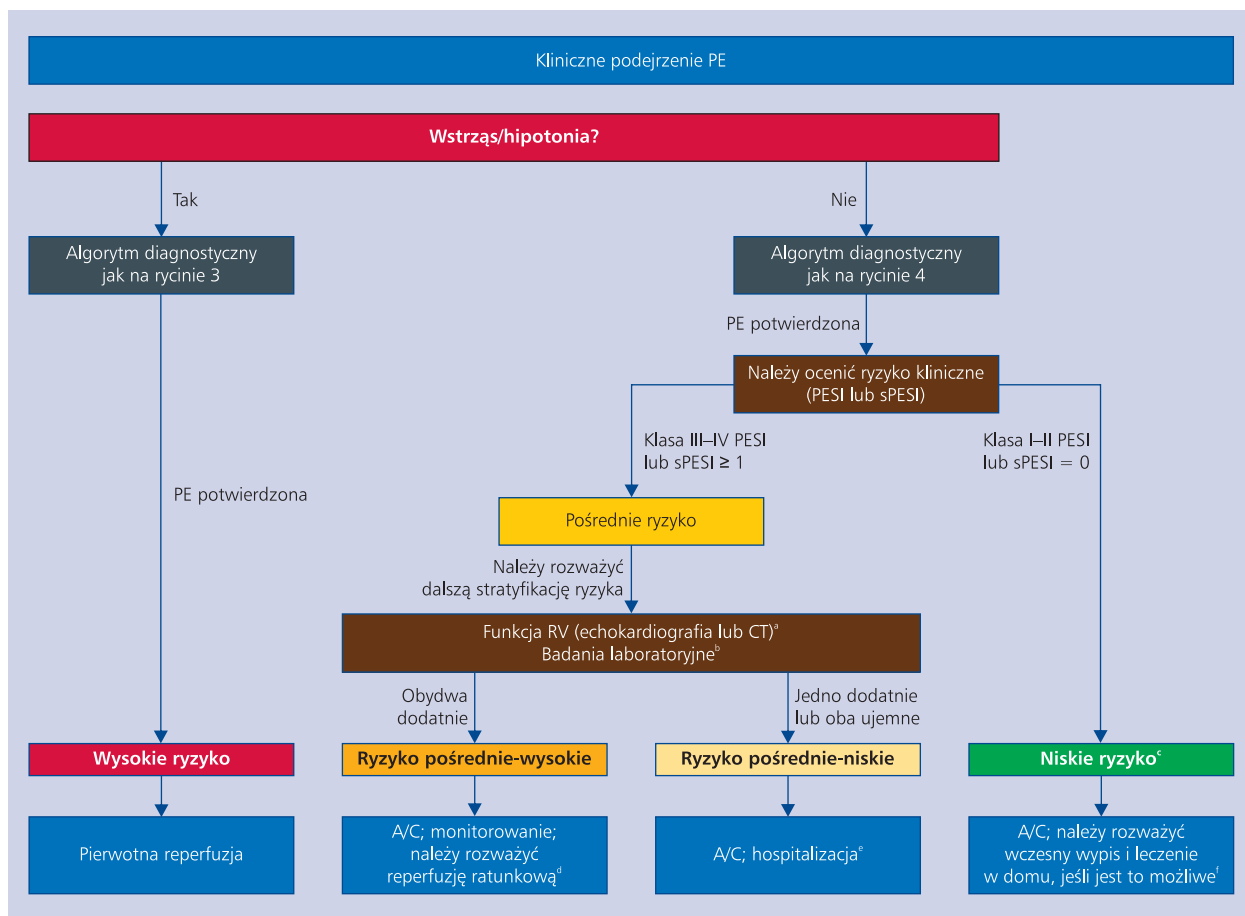 Kliniczne podejrzenie PE
Wstrząs/hipotonia?
Tak
Nie
Algorytm diagnostyczny
jak na rycinie 3
Algorytm diagnostyczny
jak na rycinie 4
PE potwierdzona
Należy ocenić ryzyko kliniczne
(PESI lub sPESI)
Klasa III–IV PESI
lub sPESI ≥ 1
Klasa I–II PESI
lub sPESI = 0
PE potwierdzona
Pośrednie ryzyko
Należy rozważyć
dalszą stratyfikację ryzyka
Funkcja RV (echokardiografia lub CT)ᵃ
Badania laboratoryjneᵇ
Obydwa
dodatnie
Jedno dodatnie
lub oba ujemne
Wysokie ryzyko
Ryzyko pośrednie-wysokie
Ryzyko pośrednie-niskie
Niskie ryzykoᶜ
Pierwotna reperfuzja
A/C; monitorowanie;
należy rozważyć
reperfuzję ratunkowąᵈ
A/C; hospitalizacjaᵉ
A/C; należy rozważyć
wczesny wypis i leczenie
w domu, jeśli jest to możliweᶠ